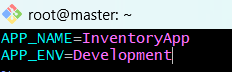 root@master: ~
APP_NAME=InventoryApp
APP_ENV=Development